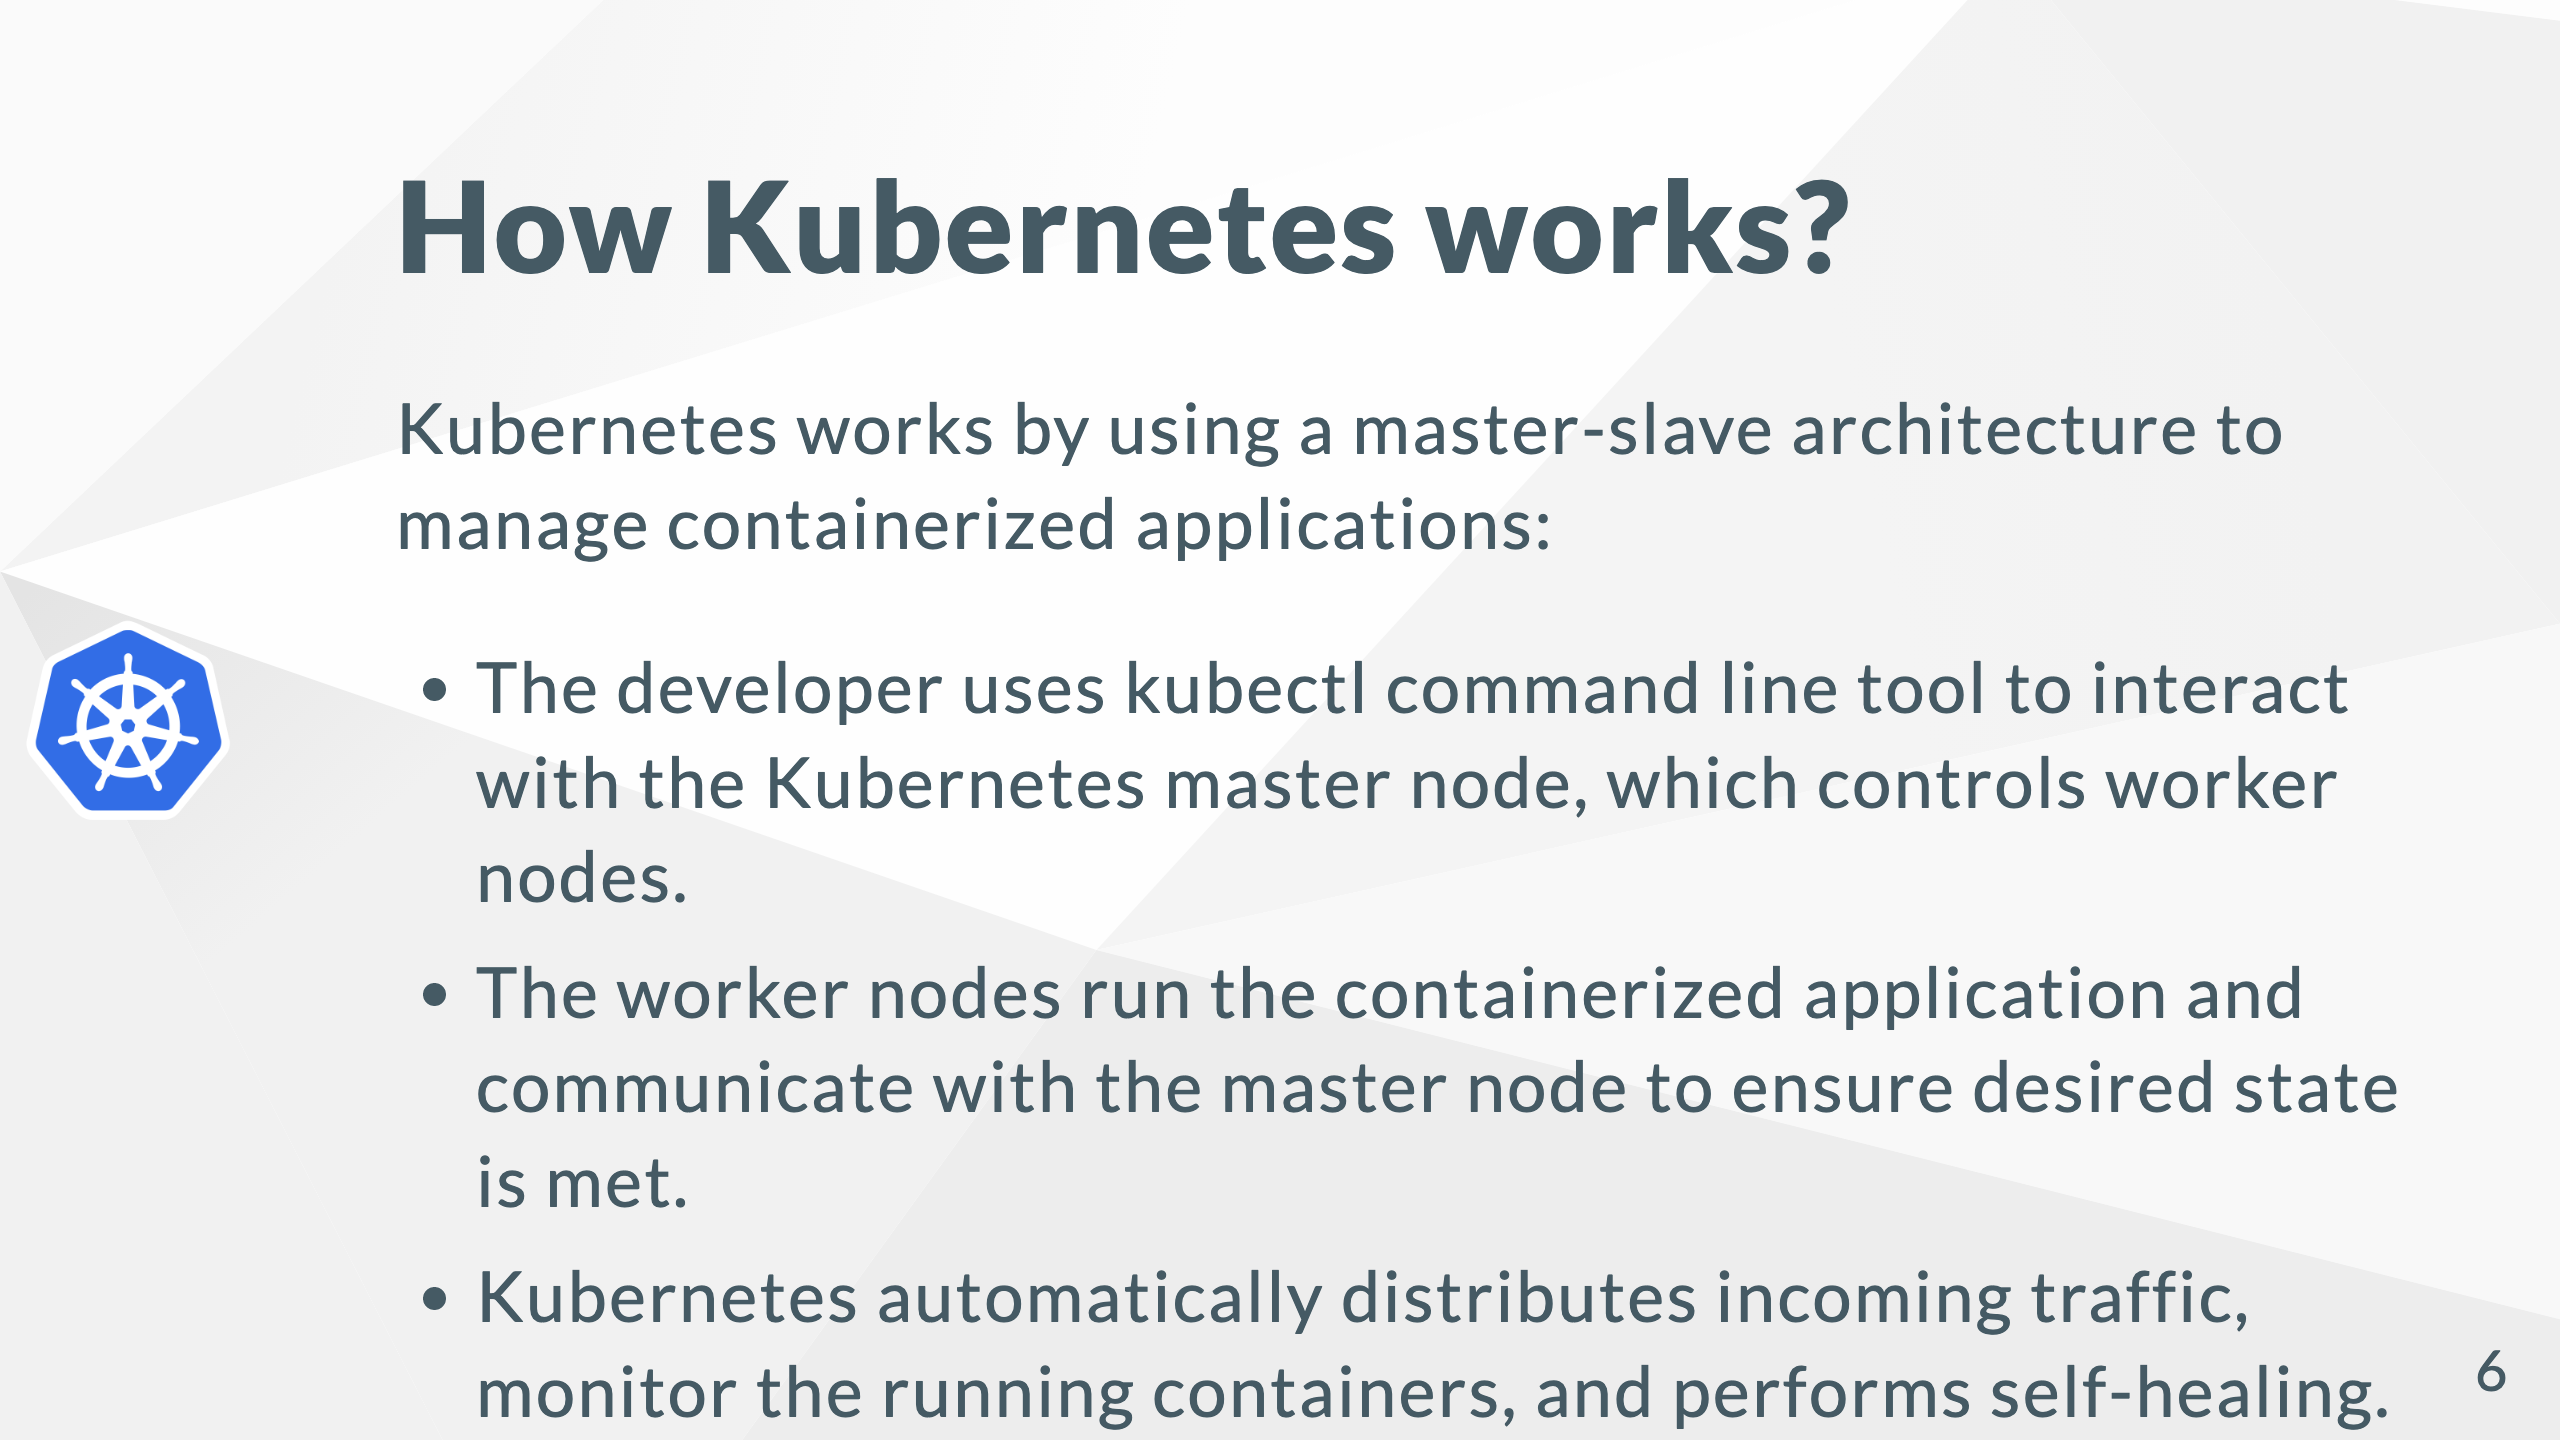 How Kubernetes works?
Kubernetes works by using a master-slave architecture to
manage containerized applications:
• The developer uses kubectl command line tool to interact
with the Kubernetes master node, which controls worker
nodes.
• The worker nodes run the containerized application and
communicate with the master node to ensure desired state
is met.
• Kubernetes automatically distributes incoming traffic,
monitor the running containers, and performs self-healing.
6